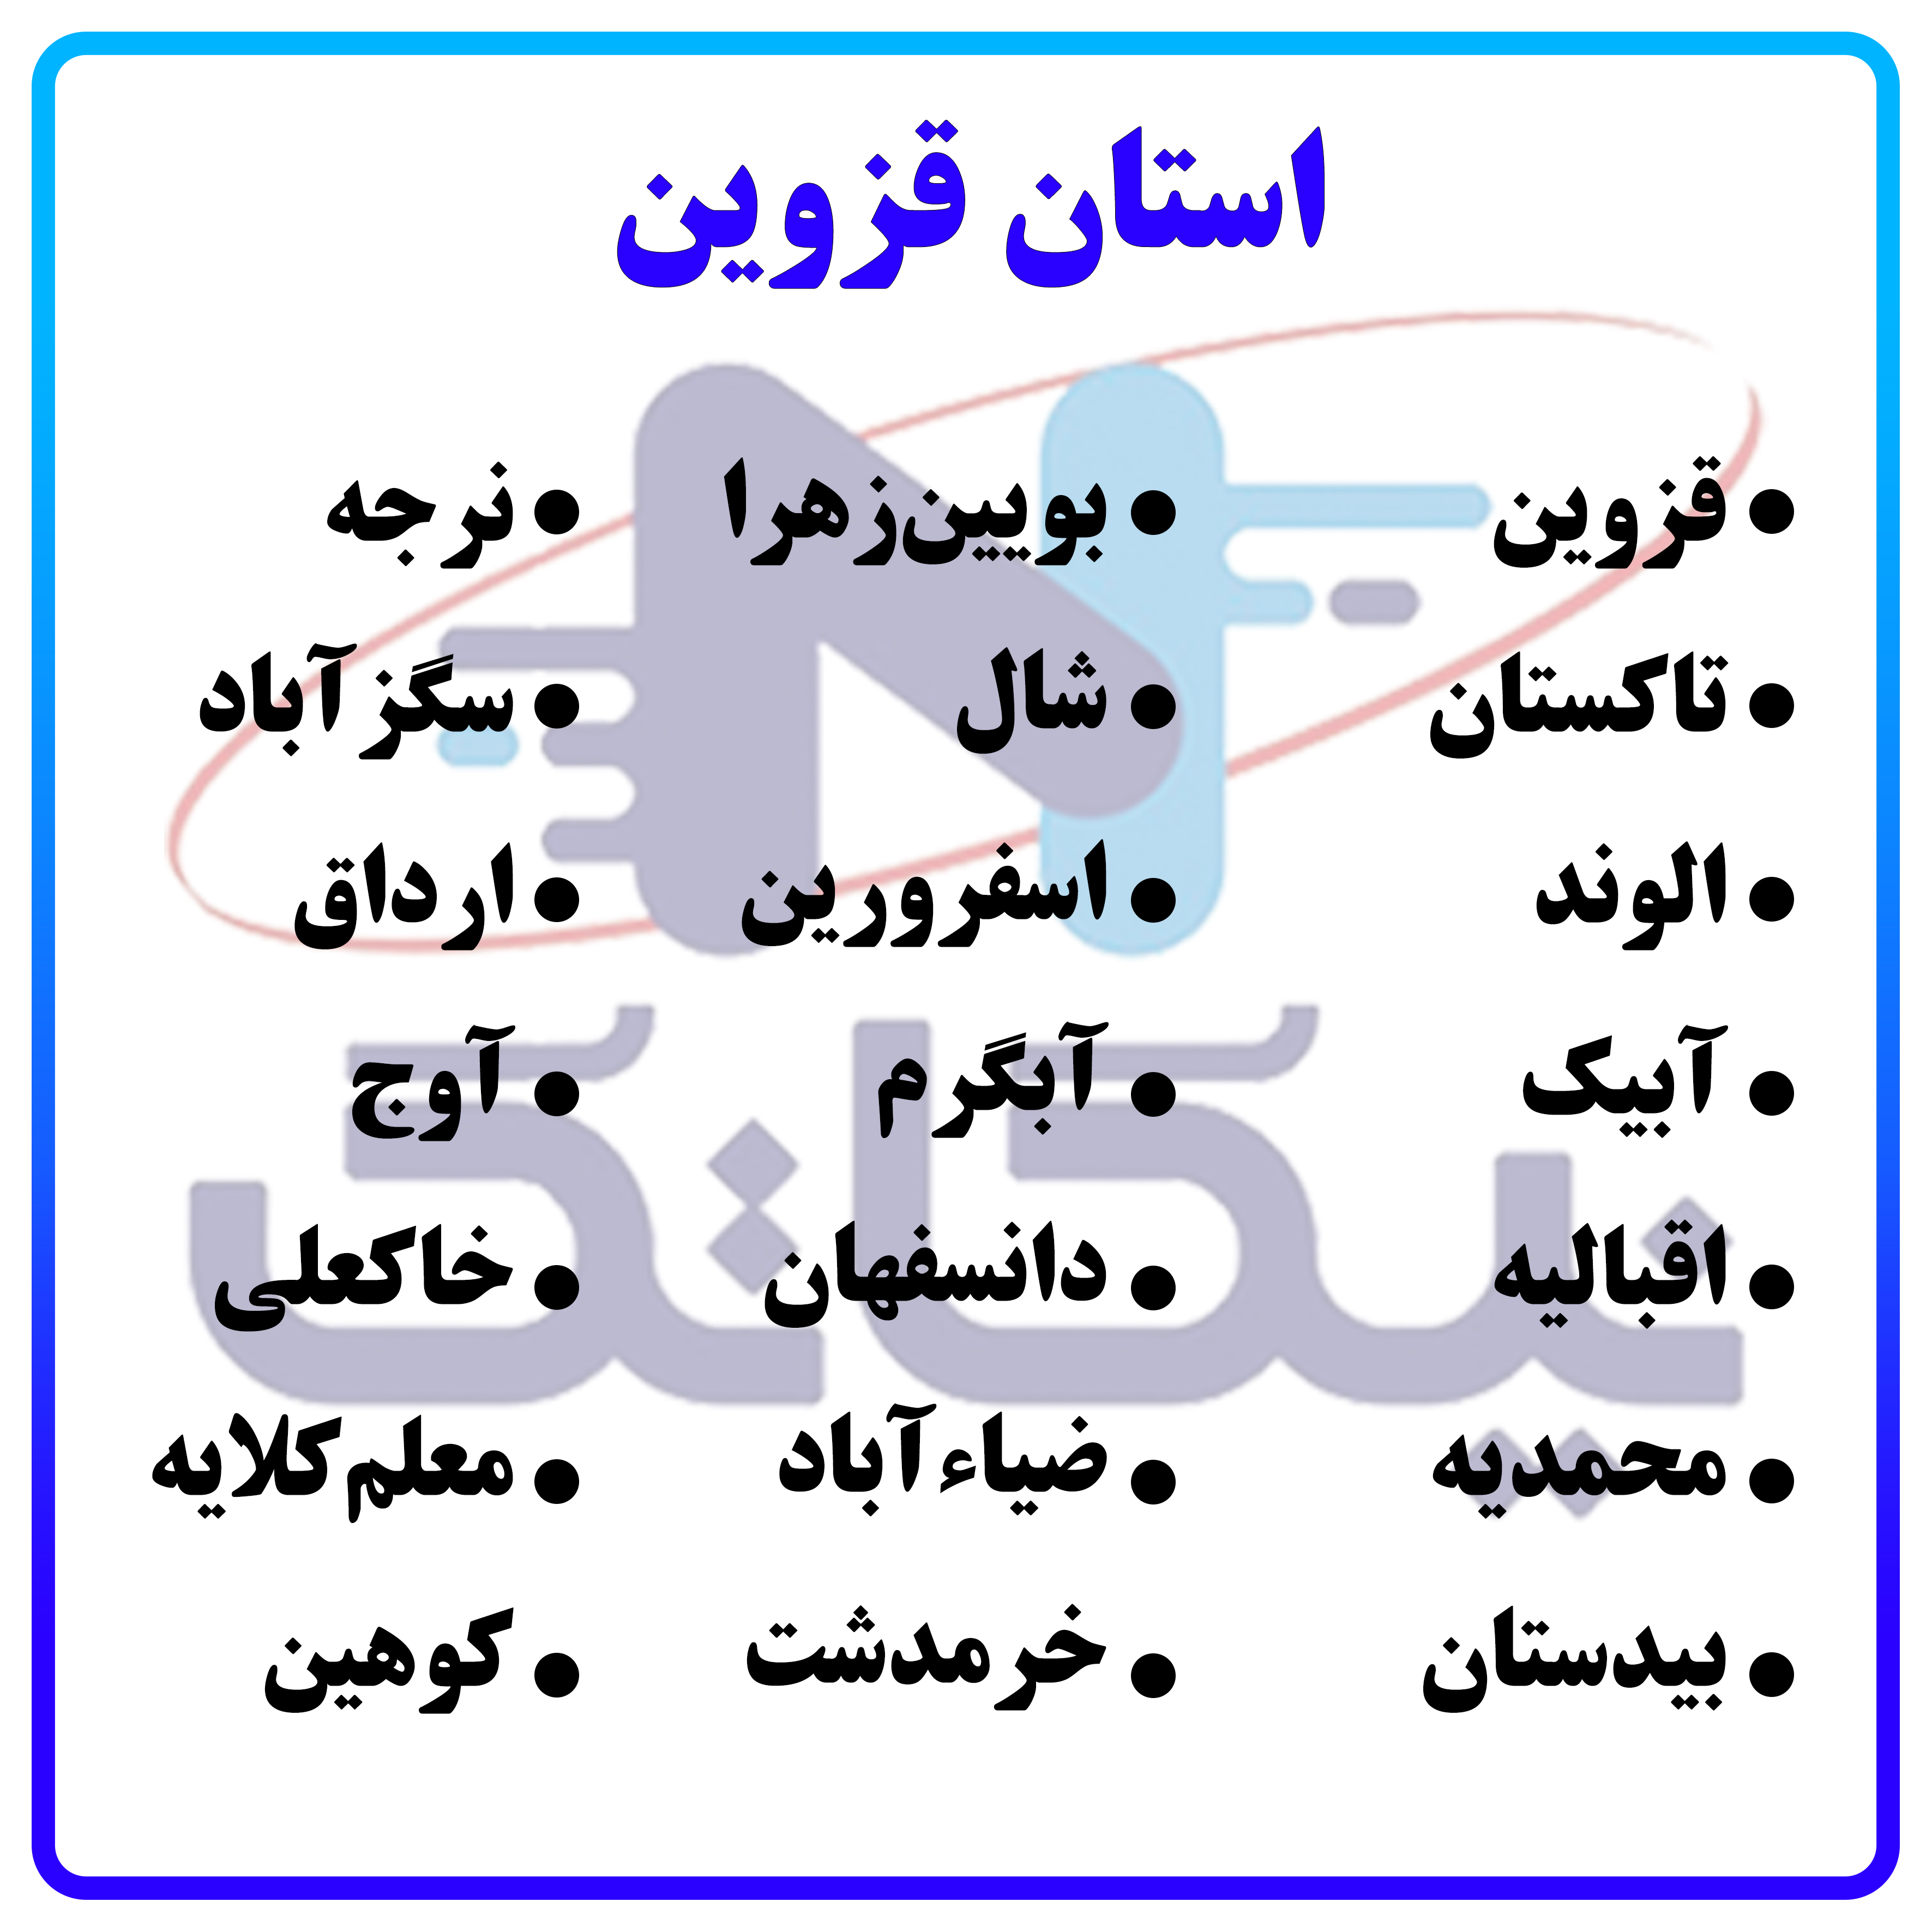 استان قزوین
• قزوین • بویین‌زهرا • نرجه
• تاکستان • شال • سگزآباد
• الوند • اسفرورین • ارداق
• آبیک • آبگرم • آوج
• اقبالیه • دانسفهان • خاکعلی
• محمدیه • ضیاءآباد • معلم‌کلایه
• بیدستان • خرمدشت • کوهین